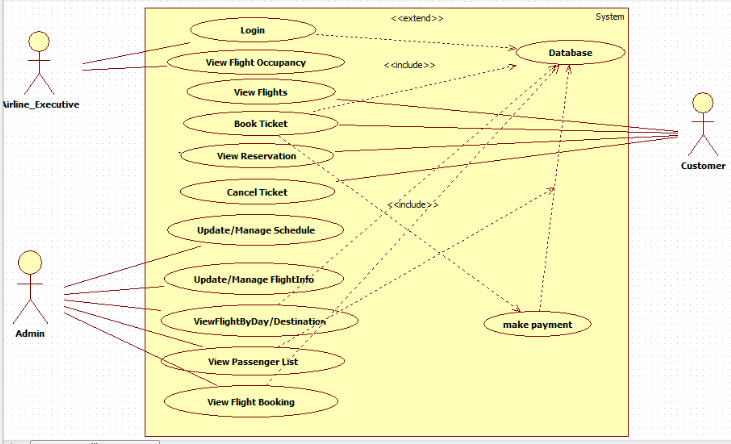 System
Login
<<extend>>
Database
View Flight Occupancy
<<include>>
Airline_Executive
View Flights
Book Ticket
View Reservation
Customer
Cancel Ticket
<<include>>
Update/Manage Schedule
Update/Manage FlightInfo
ViewFlightByDay/Destination
make payment
Admin
View Passenger List
View Flight Booking